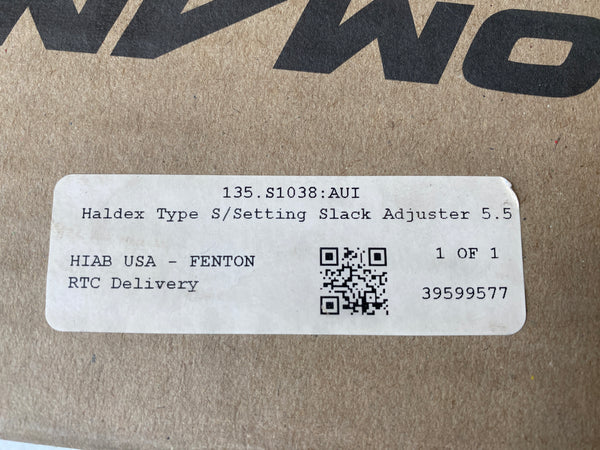 135.S1038:AUI
Haldex Type S/Setting Slack Adjuster 5.5
HIAB USA - FENTON
RTC Delivery
1 OF 1
39599577